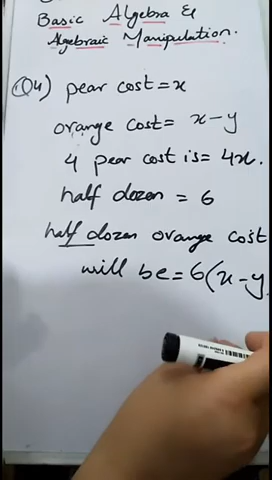 Basic Algebra &
Algebraic Manipulation.
Q4) pear cost = x
orange cost = x-y
4 pear cost is = 4x.
half dozen = 6
half dozen orange cost
will be = 6(x-y